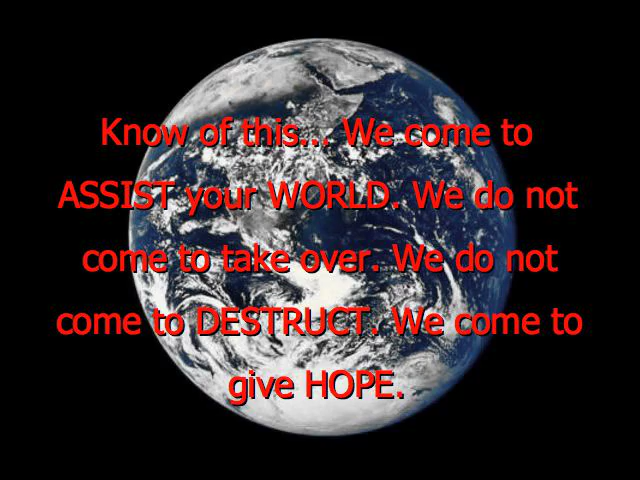 Know of this... We come to
ASSIST your WORLD. We do not
come to take over. We do not
come to DESTRUCT. We come to
give HOPE.